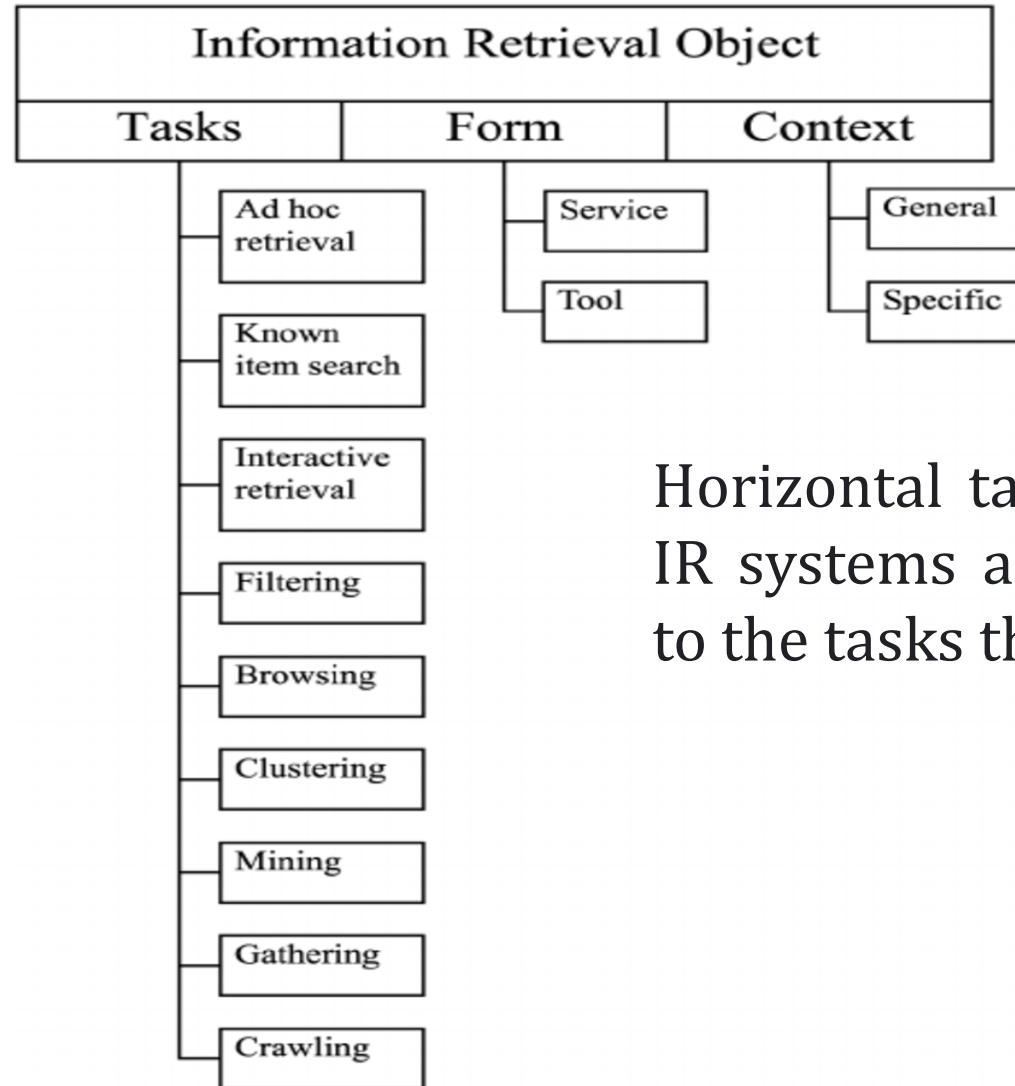 Information Retrieval Object
Tasks Form Context
Ad hoc
retrieval
Known
item search
Interactive
retrieval
Filtering
Browsing
Clustering
Mining
Gathering
Crawling
Service
Tool
General
Specific
Horizontal ta
IR systems a
to the tasks th